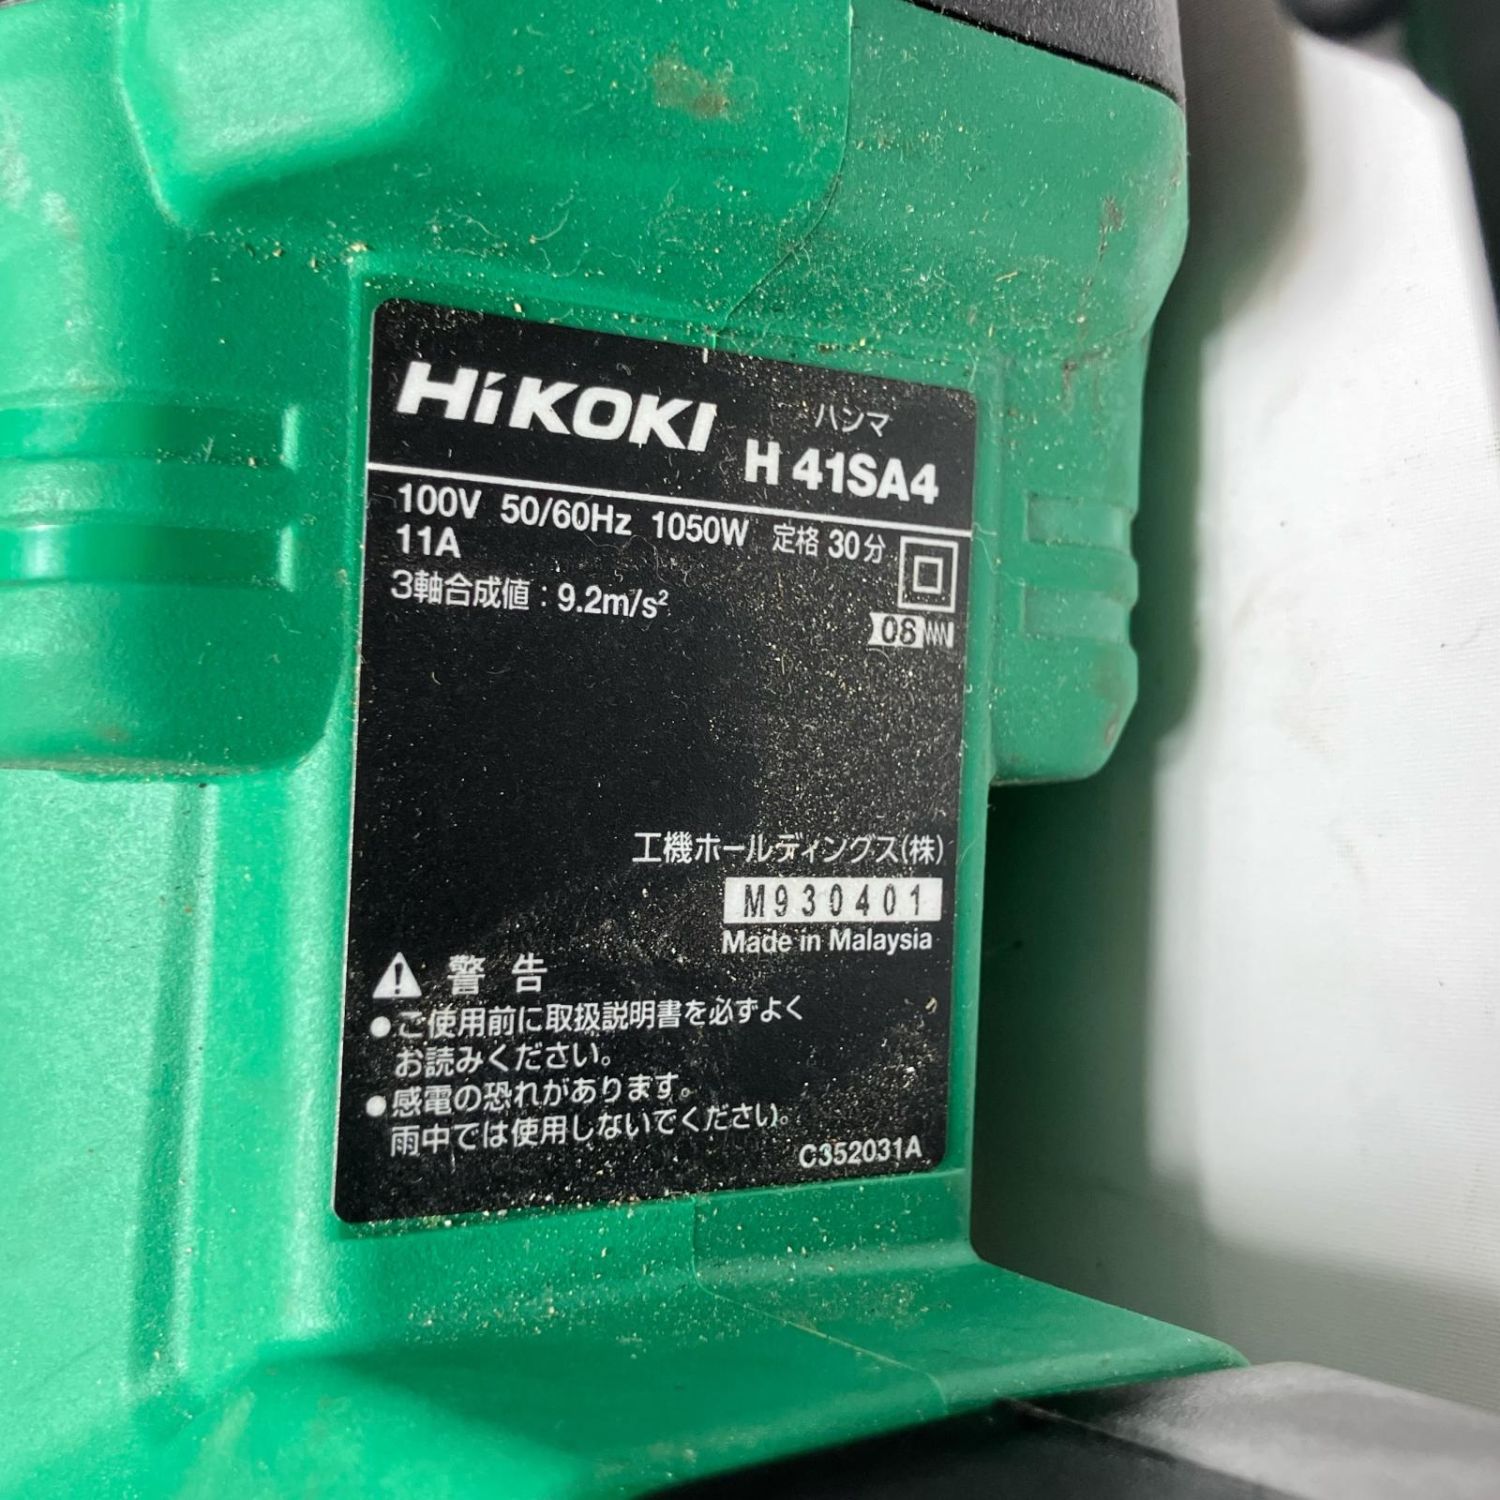 HiKOKI
ハンマ
H 41SA4
100V 50/60Hz 1050W 定格 30分
11A
3軸合成値：9.2m/s²
08
工機ホールディングス(株)
M930401
Made in Malaysia
警告
●ご使用前に取扱説明書を必ずよく
お読みください。
●感電の恐れがあります。
雨中では使用しないでください。
C352031A